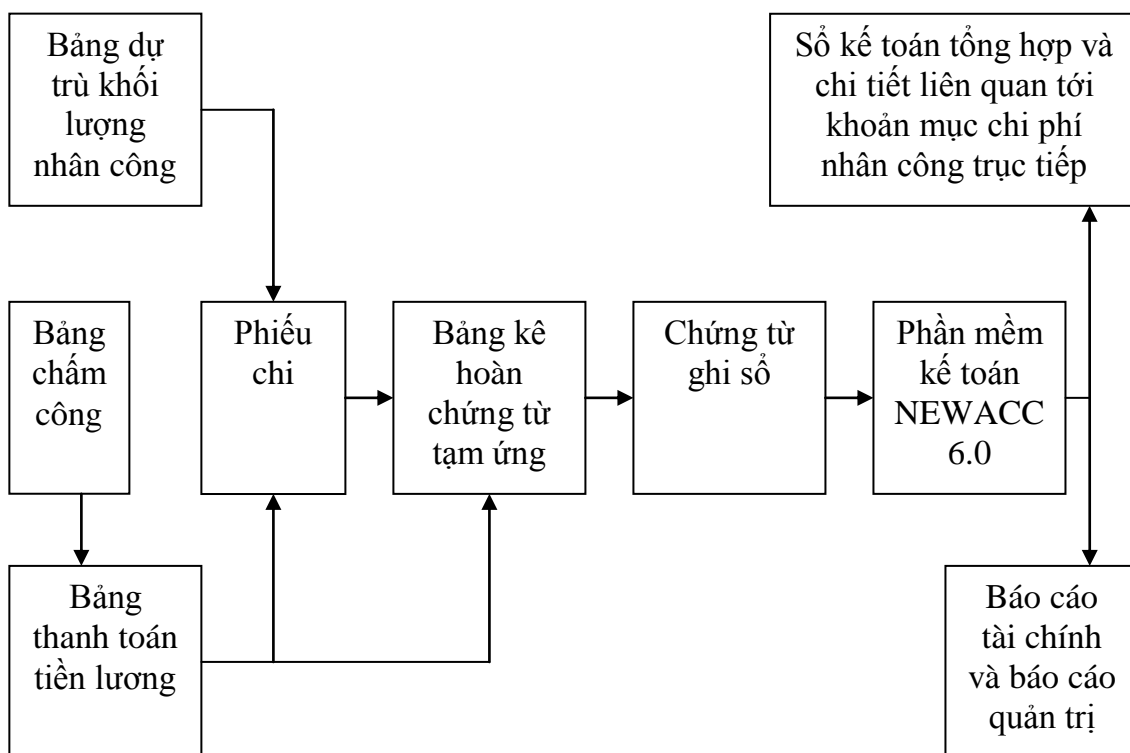 Bảng dự
trù khối
lượng
nhân công
Sổ kế toán tổng hợp và
chi tiết liên quan tới
khoản mục chi phí
nhân công trục tiếp
Bảng
chấm
công
Phiếu
chi
Bảng kê
hoàn
chứng từ
tạm ứng
Chứng từ
ghi sổ
Phần mềm
kế toán
NEWACC
6.0
Bảng
thanh toán
tiền lương
Báo cáo
tài chính
và báo cáo
quản trị